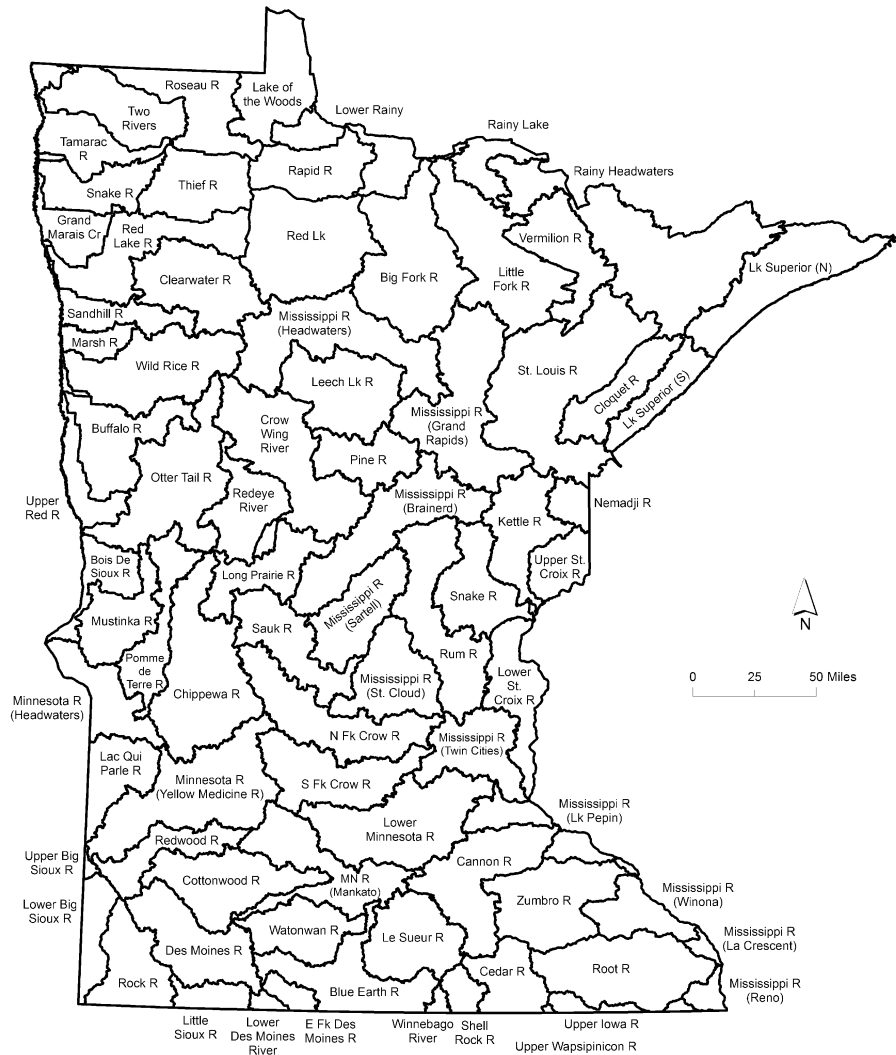 Roseau R
Lake of
the Woods
Two
Rivers
Lower Rainy
Rainy Lake
Tamarac
R
Rapid R
Rainy Headwaters
Thief R
Snake R
Grand
Marais Cr
Red
Lake R
Red Lk
Vermilion R
Lk Superior (N)
Big Fork R
Little
Fork R
Clearwater R
Sandhill R
Mississippi R
(Headwaters)
Marsh R
Wild Rice R
Leech Lk R
St. Louis R
Cloquet R
Lk Superior (S)
Mississippi R
(Grand
Rapids)
Buffalo R
Crow
Wing
River
Pine R
Otter Tail R
Redeye
River
Mississippi R
(Brainerd)
Upper
Red R
Nemadji R
Kettle R
Bois De
Sioux R
Long Prairie R
Upper St.
Croix R
Mississippi R
(Sartell)
Snake R
Mustinka R
Sauk R
N
Rum R
Pomme
de
Terre R
Chippewa R
Mississippi R
(St. Cloud)
Lower
St.
Croix R
0 25 50 Miles
Minnesota R
(Headwaters)
N Fk Crow R
Mississippi R
(Twin Cities)
Lac Qui
Parle R
Minnesota R
(Yellow Medicine R)
S Fk Crow R
Mississippi R
(Lk Pepin)
Lower
Minnesota R
Redwood R
Upper Big
Sioux R
Cannon R
Cottonwood R
MN R
(Mankato)
Mississippi R
(Winona)
Zumbro R
Lower Big
Sioux R
Watonwan R
Le Sueur R
Mississippi R
(La Crescent)
Des Moines R
Rock R
Cedar R
Root R
Blue Earth R
Mississippi R
(Reno)
Little
Sioux R
Lower
Des Moines
River
E Fk Des
Moines R
Winnebago
River
Shell
Rock R
Upper Iowa R
Upper Wapsipinicon R